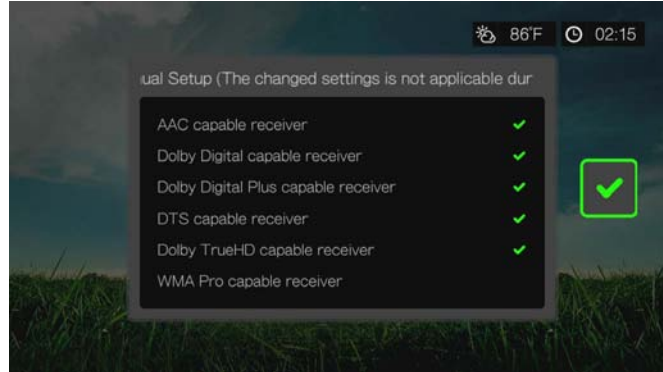 86°F 02:15
ual Setup (The changed settings is not applicable dur
AAC capable receiver
Dolby Digital capable receiver
Dolby Digital Plus capable receiver
DTS capable receiver
Dolby TrueHD capable receiver
WMA Pro capable receiver